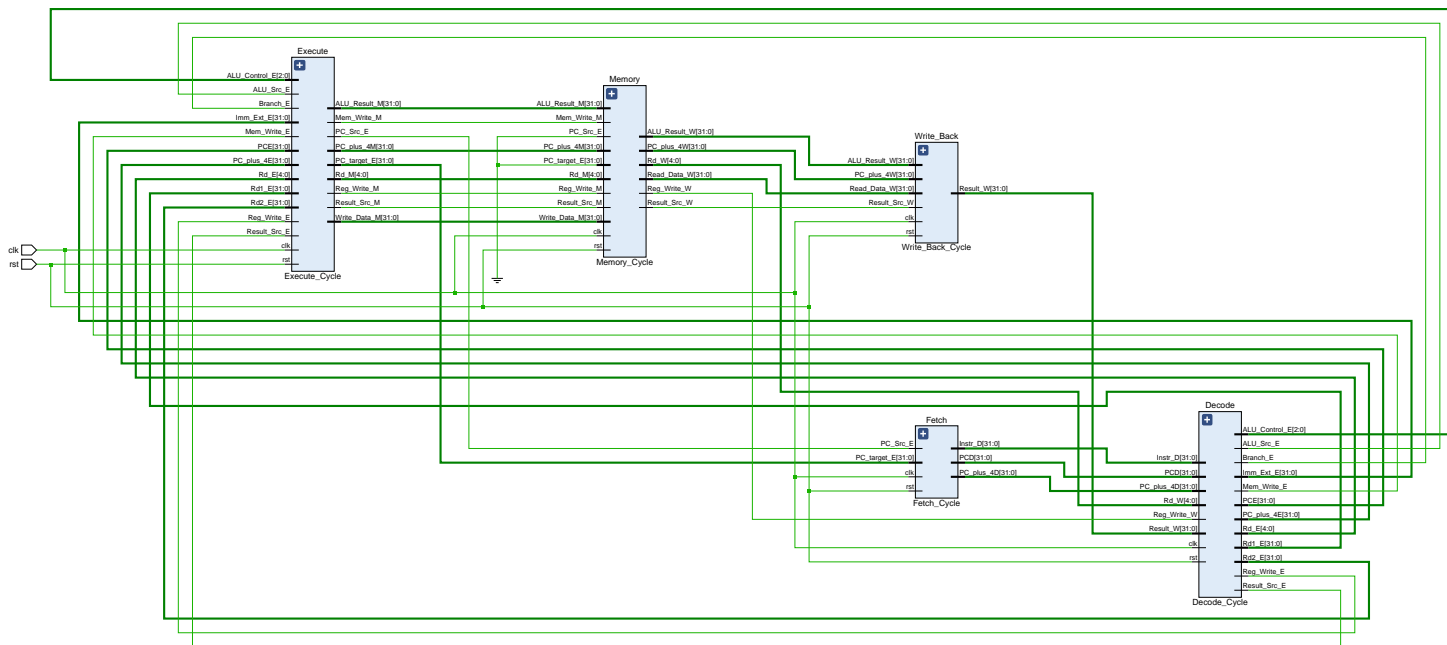 clk
rst
Execute
ALU_Control_E[2:0]
ALU_Src_E
Branch_E
Imm_Ext_E[31:0]
Mem_Write_E
PCE[31:0]
PC_plus_4E[31:0]
Rd_E[4:0]
Rd1_E[31:0]
Rd2_E[31:0]
Reg_Write_E
Result_Src_E
clk
rst
ALU_Result_M[31:0]
Mem_Write_M
PC_Src_E
PC_plus_4M[31:0]
PC_target_E[31:0]
Rd_M[4:0]
Reg_Write_M
Result_Src_M
Write_Data_M[31:0]
Execute_Cycle
Memory
ALU_Result_M[31:0]
Mem_Write_M
PC_Src_E
PC_plus_4M[31:0]
PC_target_E[31:0]
Rd_M[4:0]
Reg_Write_M
Result_Src_M
Write_Data_M[31:0]
clk
rst
ALU_Result_W[31:0]
PC_plus_4W[31:0]
Rd_W[4:0]
Read_Data_W[31:0]
Reg_Write_W
Result_Src_W
Memory_Cycle
Write_Back
ALU_Result_W[31:0]
PC_plus_4W[31:0]
Read_Data_W[31:0]
Result_Src_W
clk
rst
Result_W[31:0]
Write_Back_Cycle
Fetch
PC_Src_E
PC_target_E[31:0]
clk
rst
Instr_D[31:0]
PCD[31:0]
PC_plus_4D[31:0]
Fetch_Cycle
Decode
Instr_D[31:0]
PCD[31:0]
PC_plus_4D[31:0]
Rd_W[4:0]
Reg_Write_W
Result_W[31:0]
clk
rst
ALU_Control_E[2:0]
ALU_Src_E
Branch_E
Imm_Ext_E[31:0]
Mem_Write_E
PCE[31:0]
PC_plus_4E[31:0]
Rd_E[4:0]
Rd1_E[31:0]
Rd2_E[31:0]
Reg_Write_E
Result_Src_E
Decode_Cycle